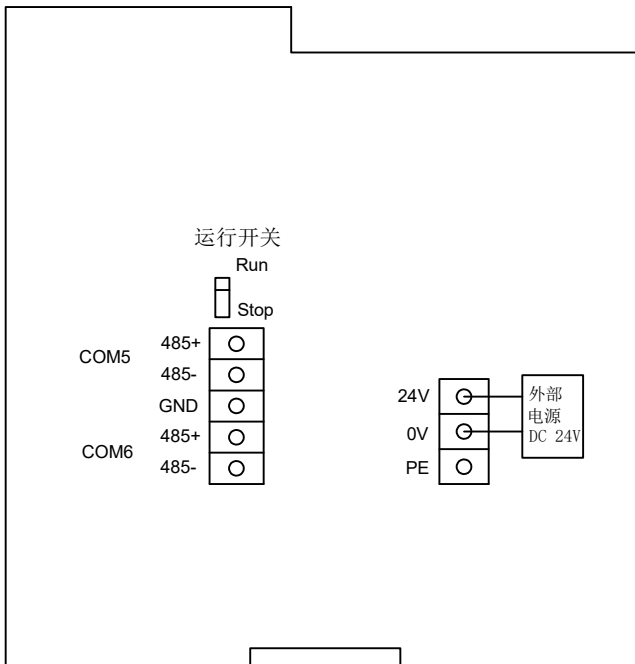 运行开关
Run
Stop
COM5
485+
485-
GND
COM6
485+
485-
24V
0V
PE
外部
电源
DC 24V